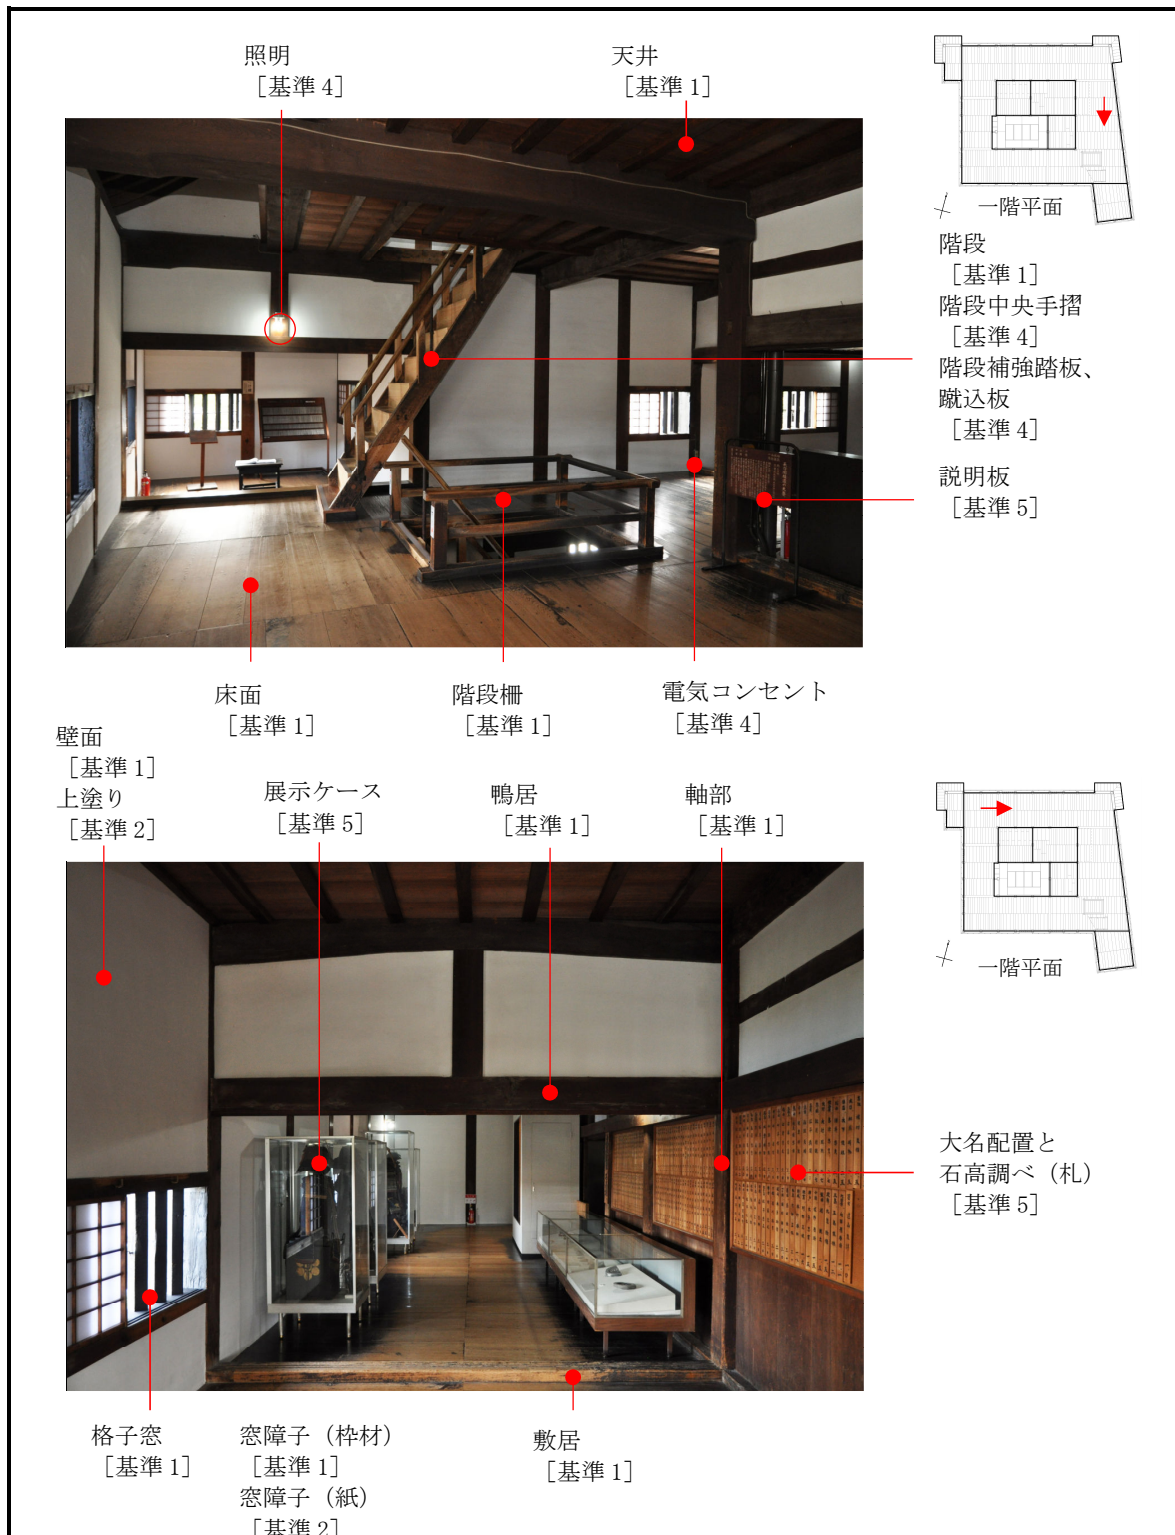 照明
［基準 4］
天井
［基準 1］
一階平面
階段
［基準 1］
階段中央手摺
［基準 4］
階段補強踏板、
蹴込板
［基準 4］
説明板
［基準 5］
床面
［基準 1］
階段柵
［基準 1］
電気コンセント
［基準 4］
壁面
［基準 1］
上塗り
［基準 2］
展示ケース
［基準 5］
鴨居
［基準 1］
軸部
［基準 1］
一階平面
大名配置と
石高調べ（札）
［基準 5］
格子窓
［基準 1］
窓障子（枠材）
［基準 1］
窓障子（紙）
［基準 2］
敷居
［基準 1］